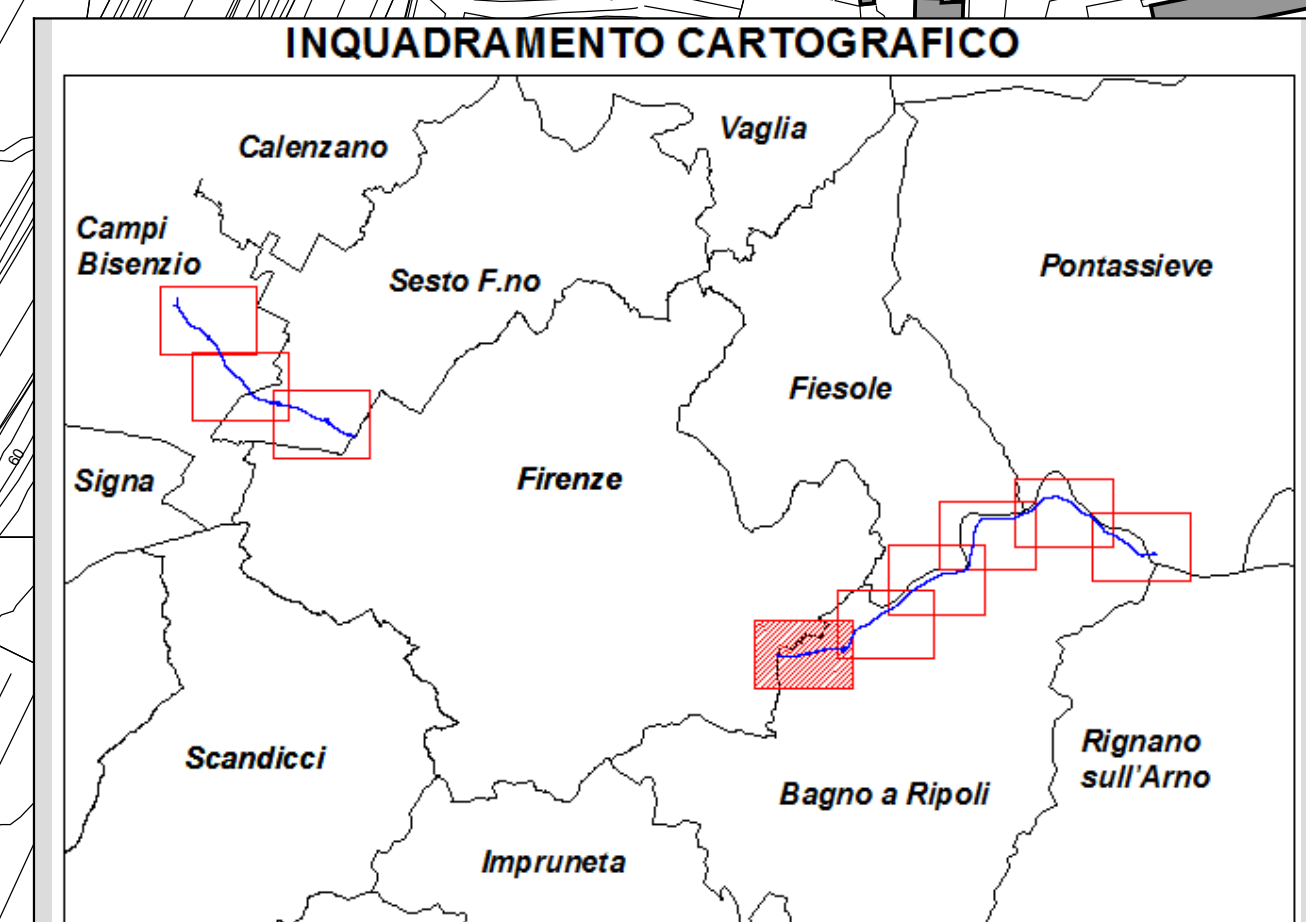 INQUADRAMENTO CARTOGRAFICO
Vaglia
Calenzano
Campi
Bisenzio
Sesto F.no
Pontassieve
Fiesole
Signa
Firenze
60
Scandicci
Bagno a Ripoli
Rignano
sull'Arno
Impruneta